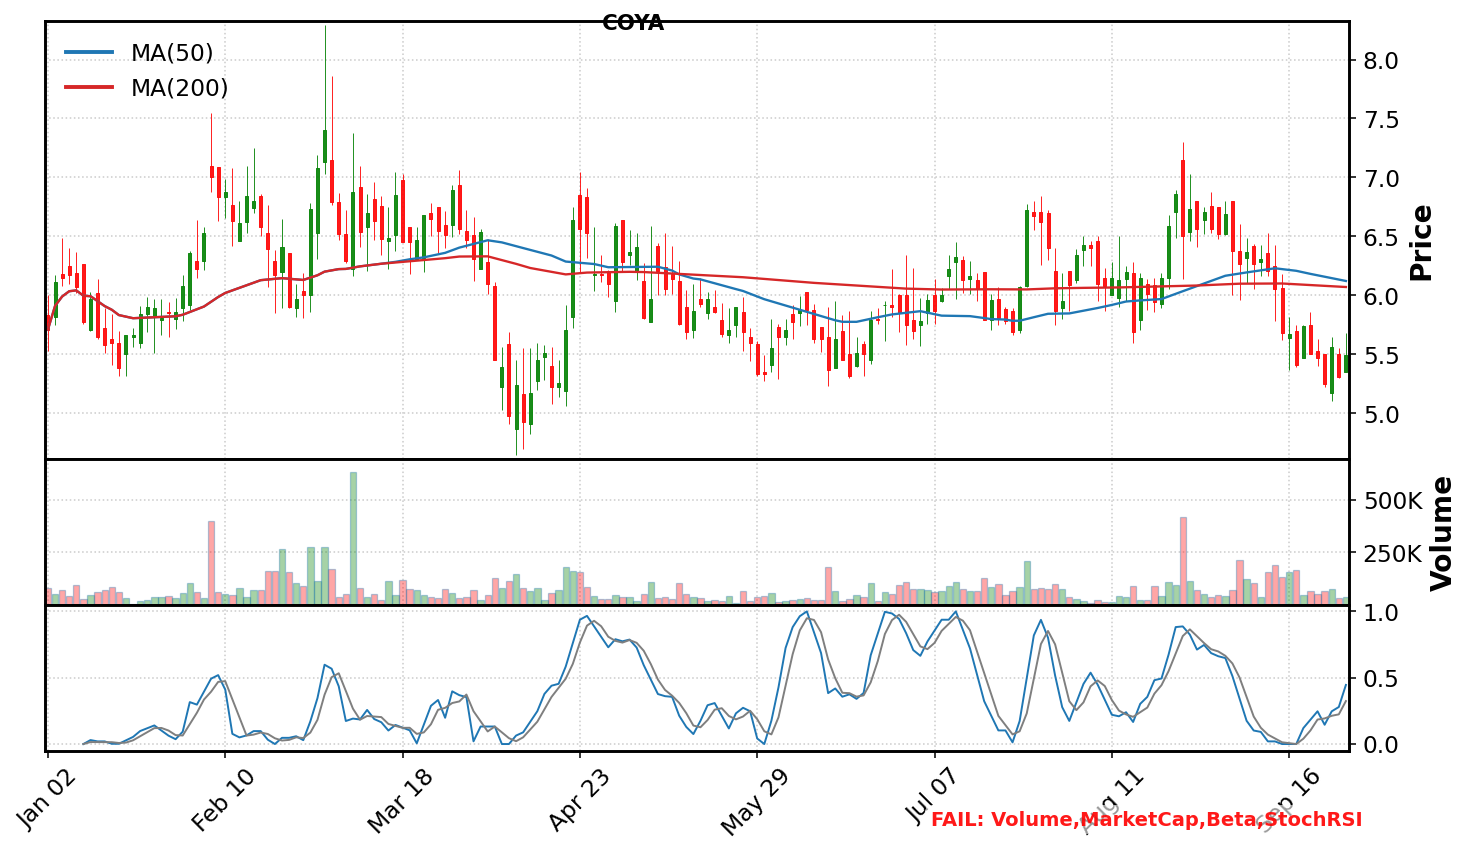 COYA
MA(50)
MA(200)
8.0
7.5
7.0
6.5
6.0
5.5
5.0
Price
500K
250K
Volume
1.0
0.5
0.0
Jan 02
Feb 10
Mar 18
Apr 23
May 29
Jul 07
Aug 11
Sep 16
FAIL: Volume,MarketCap,Beta,StochRSI